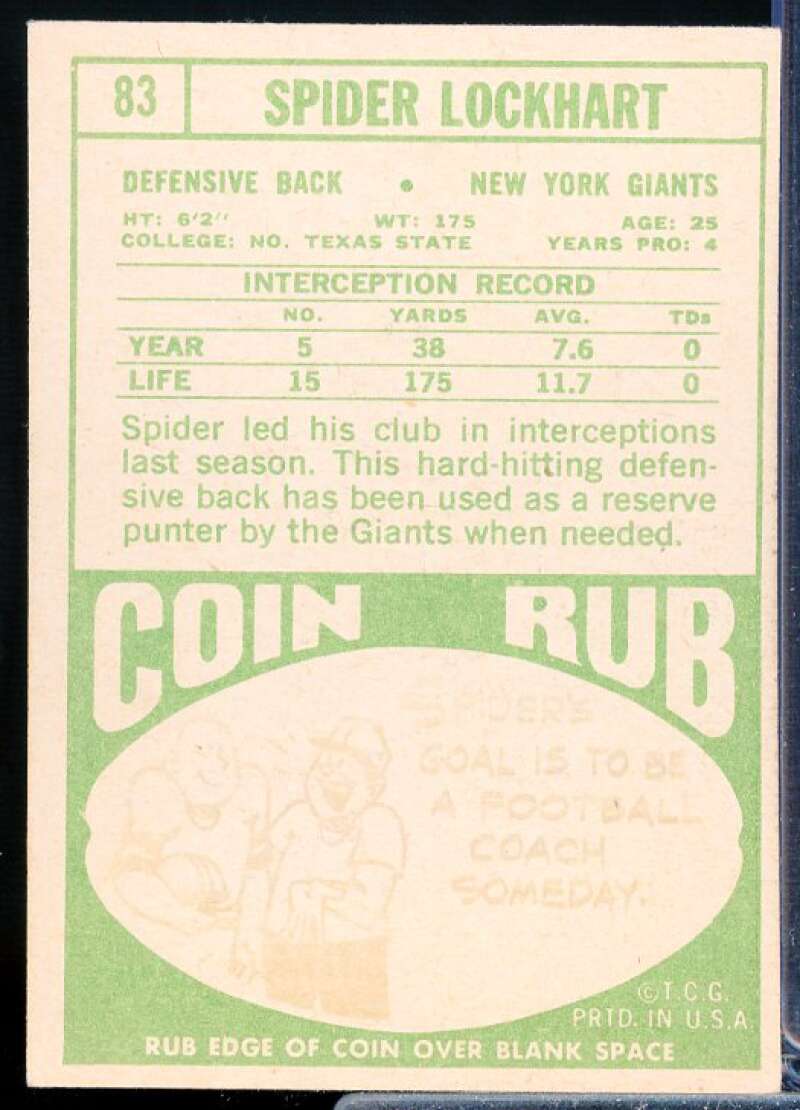 83 SPIDER LOCKHART
DEFENSIVE BACK • NEW YORK GIANTS
HT: 6'2" WT: 175 AGE: 25
COLLEGE: NO. TEXAS STATE YEARS PRO: 4
INTERCEPTION RECORD
NO. YARDS AVG. TDs
YEAR 5 38 7.6 0
LIFE 15 175 11.7 0
Spider led his club in interceptions
last season. This hard-hitting defen-
sive back has been used as a reserve
punter by the Giants when needed.
COIN RUB
SPIDER'S
GOAL IS TO BE
A FOOTBALL
COACH
SOMEDAY.
© T.C.G.
PRTD. IN U.S.A
RUB EDGE OF COIN OVER BLANK SPACE